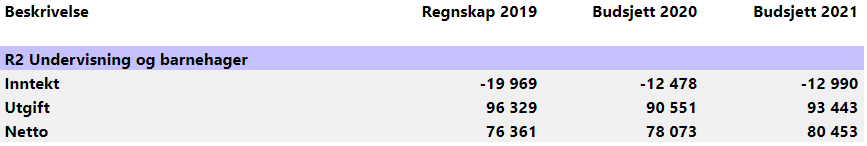 Beskrivelse Regnskap 2019 Budsjett 2020 Budsjett 2021
R2 Undervisning og barnehager
Inntekt -19 969 -12 478 -12 990
Utgift 96 329 90 551 93 443
Netto 76 361 78 073 80 453